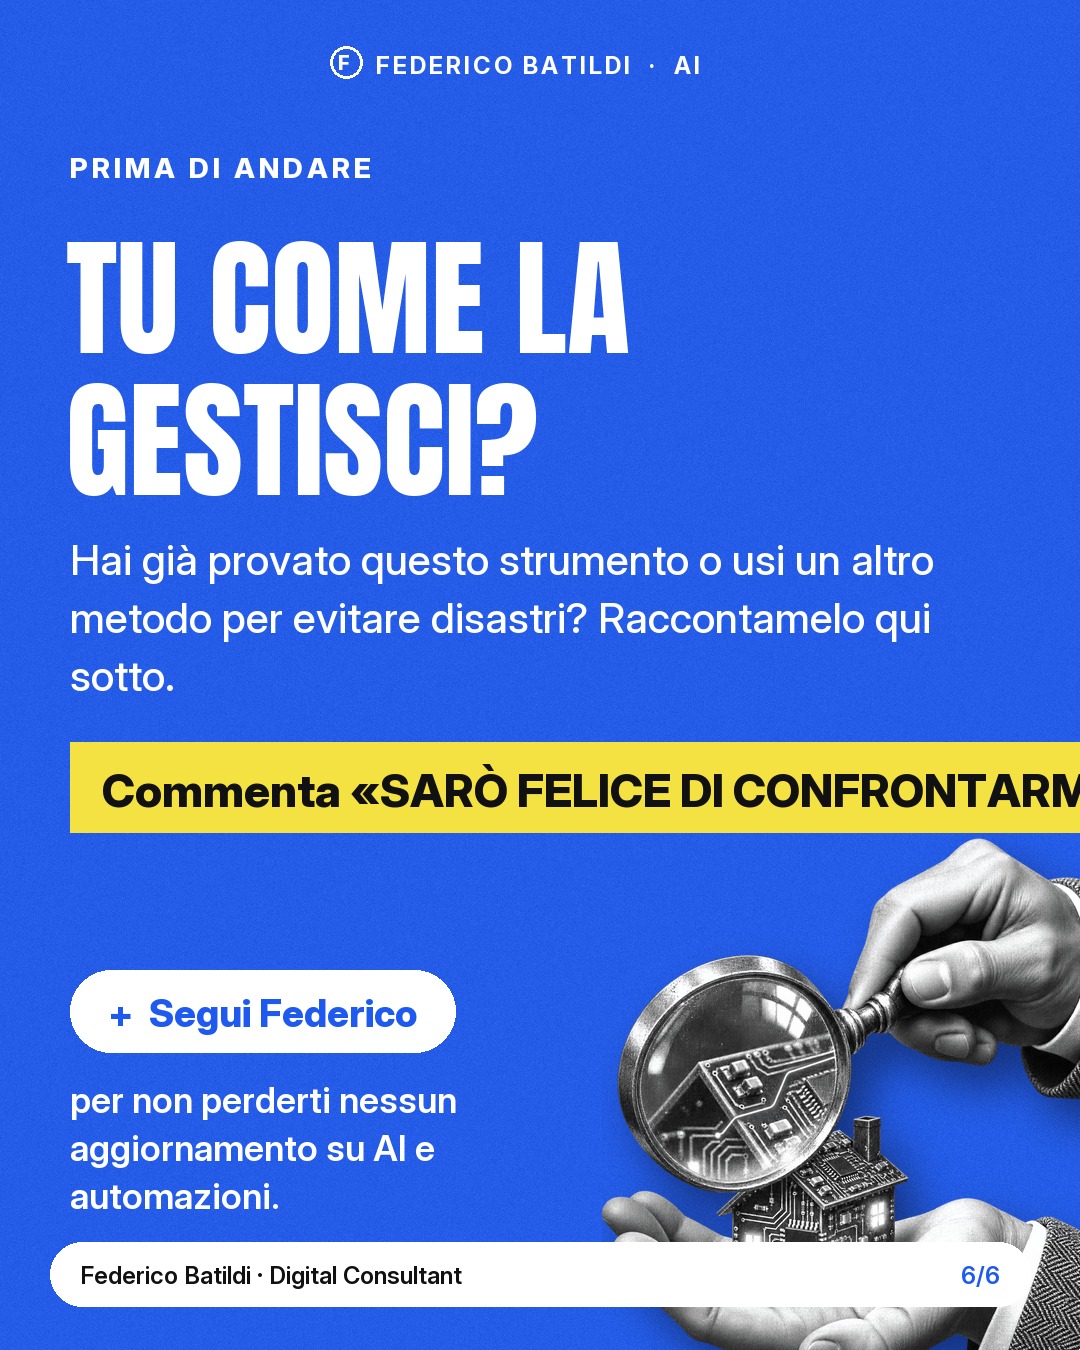 F FEDERICO BATILDI · AI
PRIMA DI ANDARE
TU COME LA
GESTISCI?
Hai già provato questo strumento o usi un altro
metodo per evitare disastri? Raccontamelo qui
sotto.
Commenta «SARÒ FELICE DI CONFRONTARM
+ Segui Federico
per non perderti nessun
aggiornamento su AI e
automazioni.
Federico Batildi · Digital Consultant
6/6